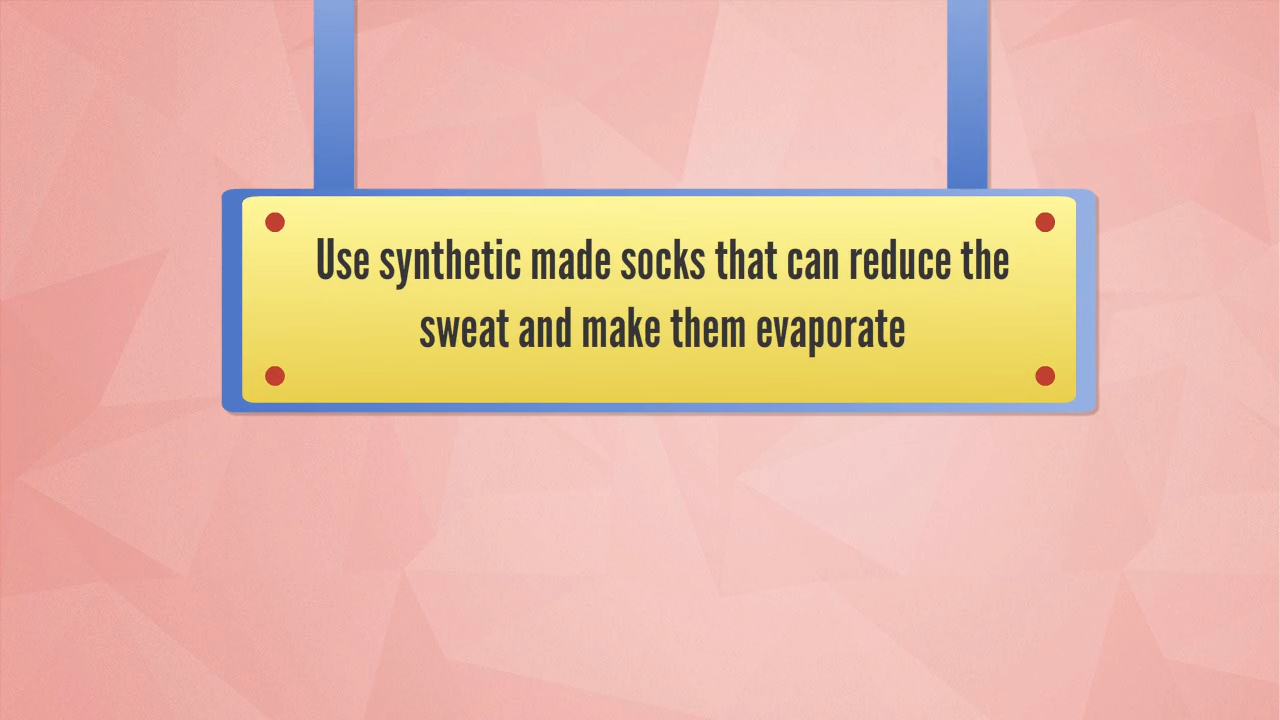 Use synthetic made socks that can reduce the
sweat and make them evaporate